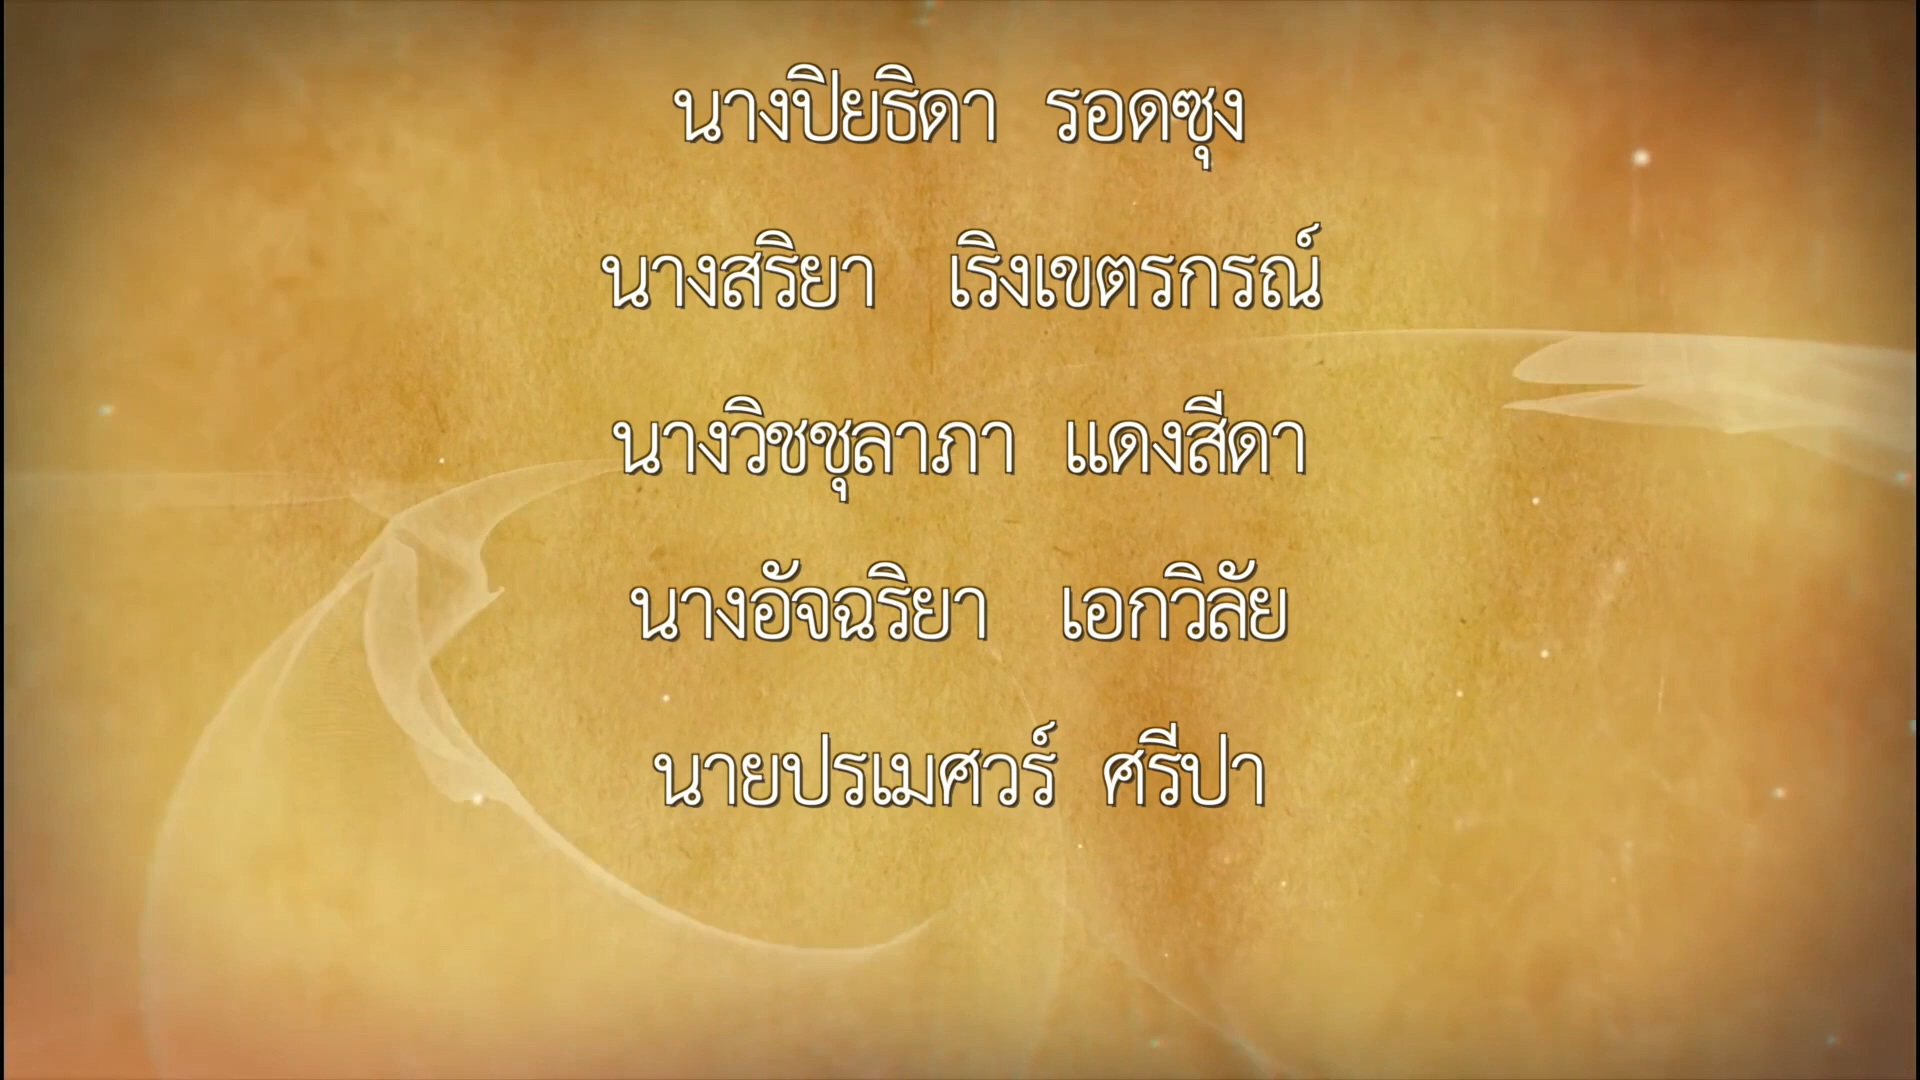 นางปิยธิดา รอดซุง
นางสริยา เริงเขตรกรณ์
นางวิชชุลาภา แดงสีดา
นางอัจฉริยา เอกวิลัย
นายปรเมศวร์ ศรีปา